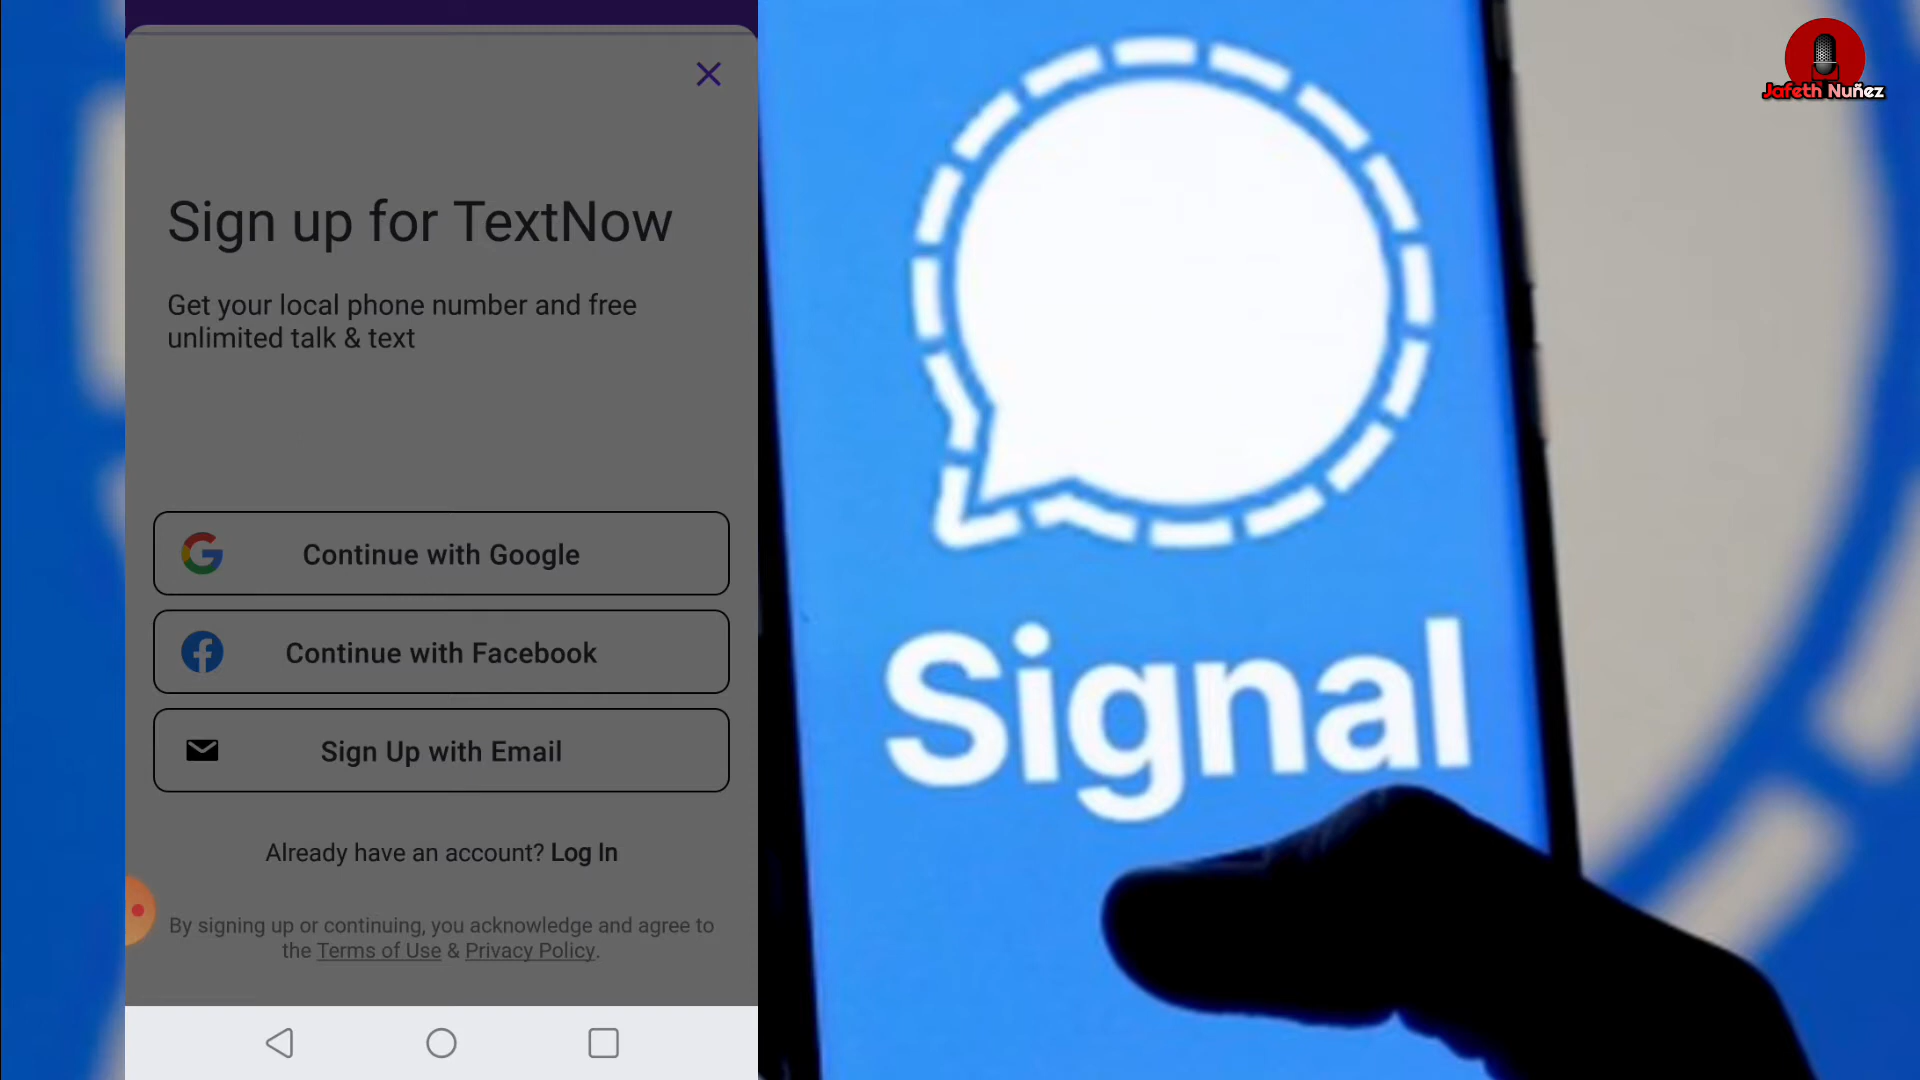 Sign up for TextNow
Get your local phone number and free
unlimited talk & text
Continue with Google
Continue with Facebook
Sign Up with Email
Already have an account? Log In
By signing up or continuing, you acknowledge and agree to
the Terms of Use & Privacy Policy.
Signal
Jafeth Nuñez